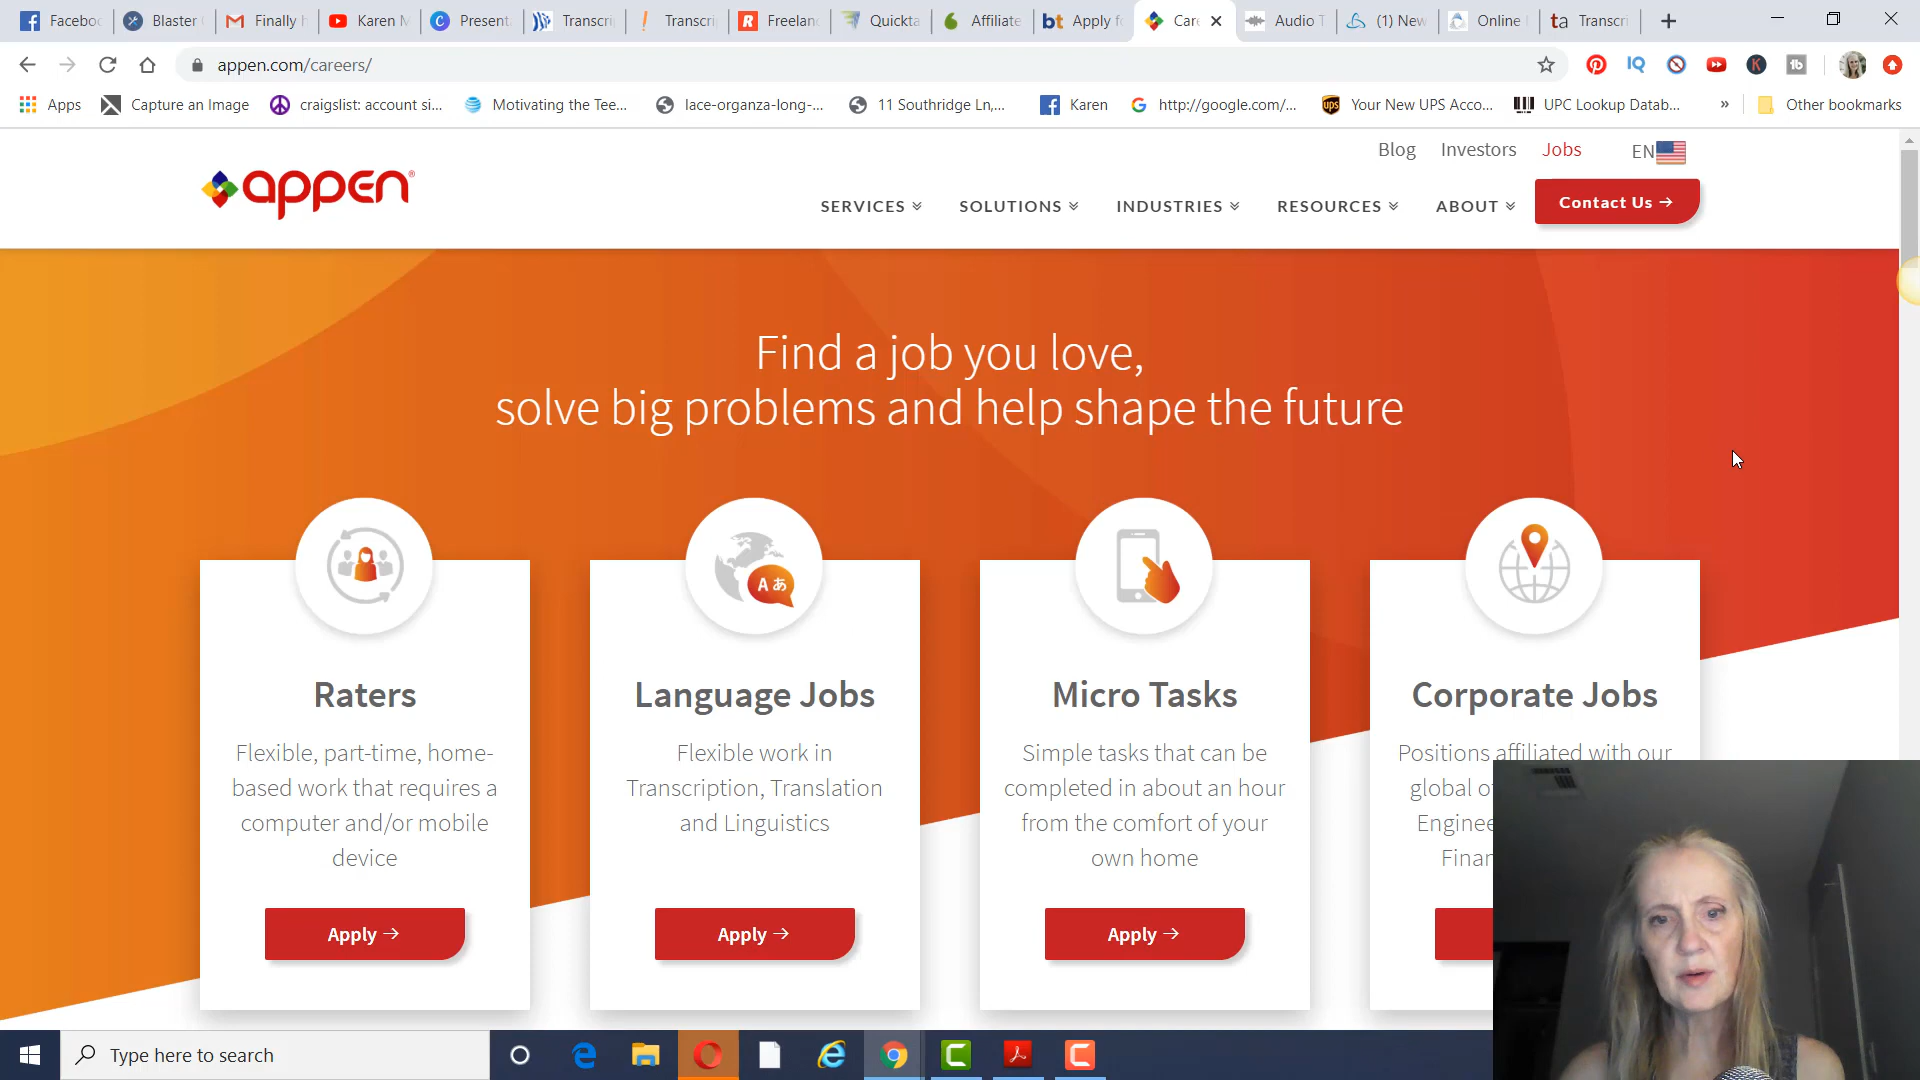 Faceboo
Blaster
Finally h
Karen M
Present
Transcri
Transcri
Freelan
Quickta
Affiliate
bt Apply fo
Care
Audio T
(1) New
Online
ta Transcri
appen.com/careers/
Apps
Capture an Image
craigslist: account si...
Motivating the Tee...
lace-organza-long-...
11 Southridge Ln,...
Karen
http://google.com/...
Your New UPS Acco...
UPC Lookup Datab...
»
Other bookmarks
Blog
Investors
Jobs
EN
appen®
SERVICES
SOLUTIONS
INDUSTRIES
RESOURCES
ABOUT
Contact Us →
Find a job you love,
solve big problems and help shape the future
A あ
Raters
Flexible, part-time, home-
based work that requires a
computer and/or mobile
device
Apply →
Language Jobs
Flexible work in
Transcription, Translation
and Linguistics
Apply →
Micro Tasks
Simple tasks that can be
completed in about an hour
from the comfort of your
own home
Apply →
Corporate Jobs
Positions affiliated with our
global
Type here to search